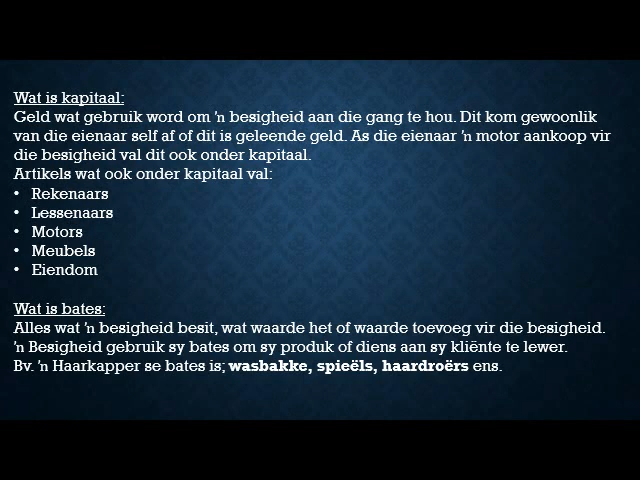 Wat is kapitaal:
Geld wat gebruik word om 'n besigheid aan die gang te hou. Dit kom gewoonlik
van die eienaar self af of dit is geleende geld. As die eienaar 'n motor aankoop vir
die besigheid val dit ook onder kapitaal.
Artikels wat ook onder kapitaal val:
• Rekenaars
• Lessenaars
• Motors
• Meubels
• Eiendom
Wat is bates:
Alles wat 'n besigheid besit, wat waarde het of waarde toevoeg vir die besigheid.
'n Besigheid gebruik sy bates om sy produk of diens aan sy kliënte te lewer.
Bv. 'n Haarkapper se bates is; wasbakke, spieëls, haardroërs ens.